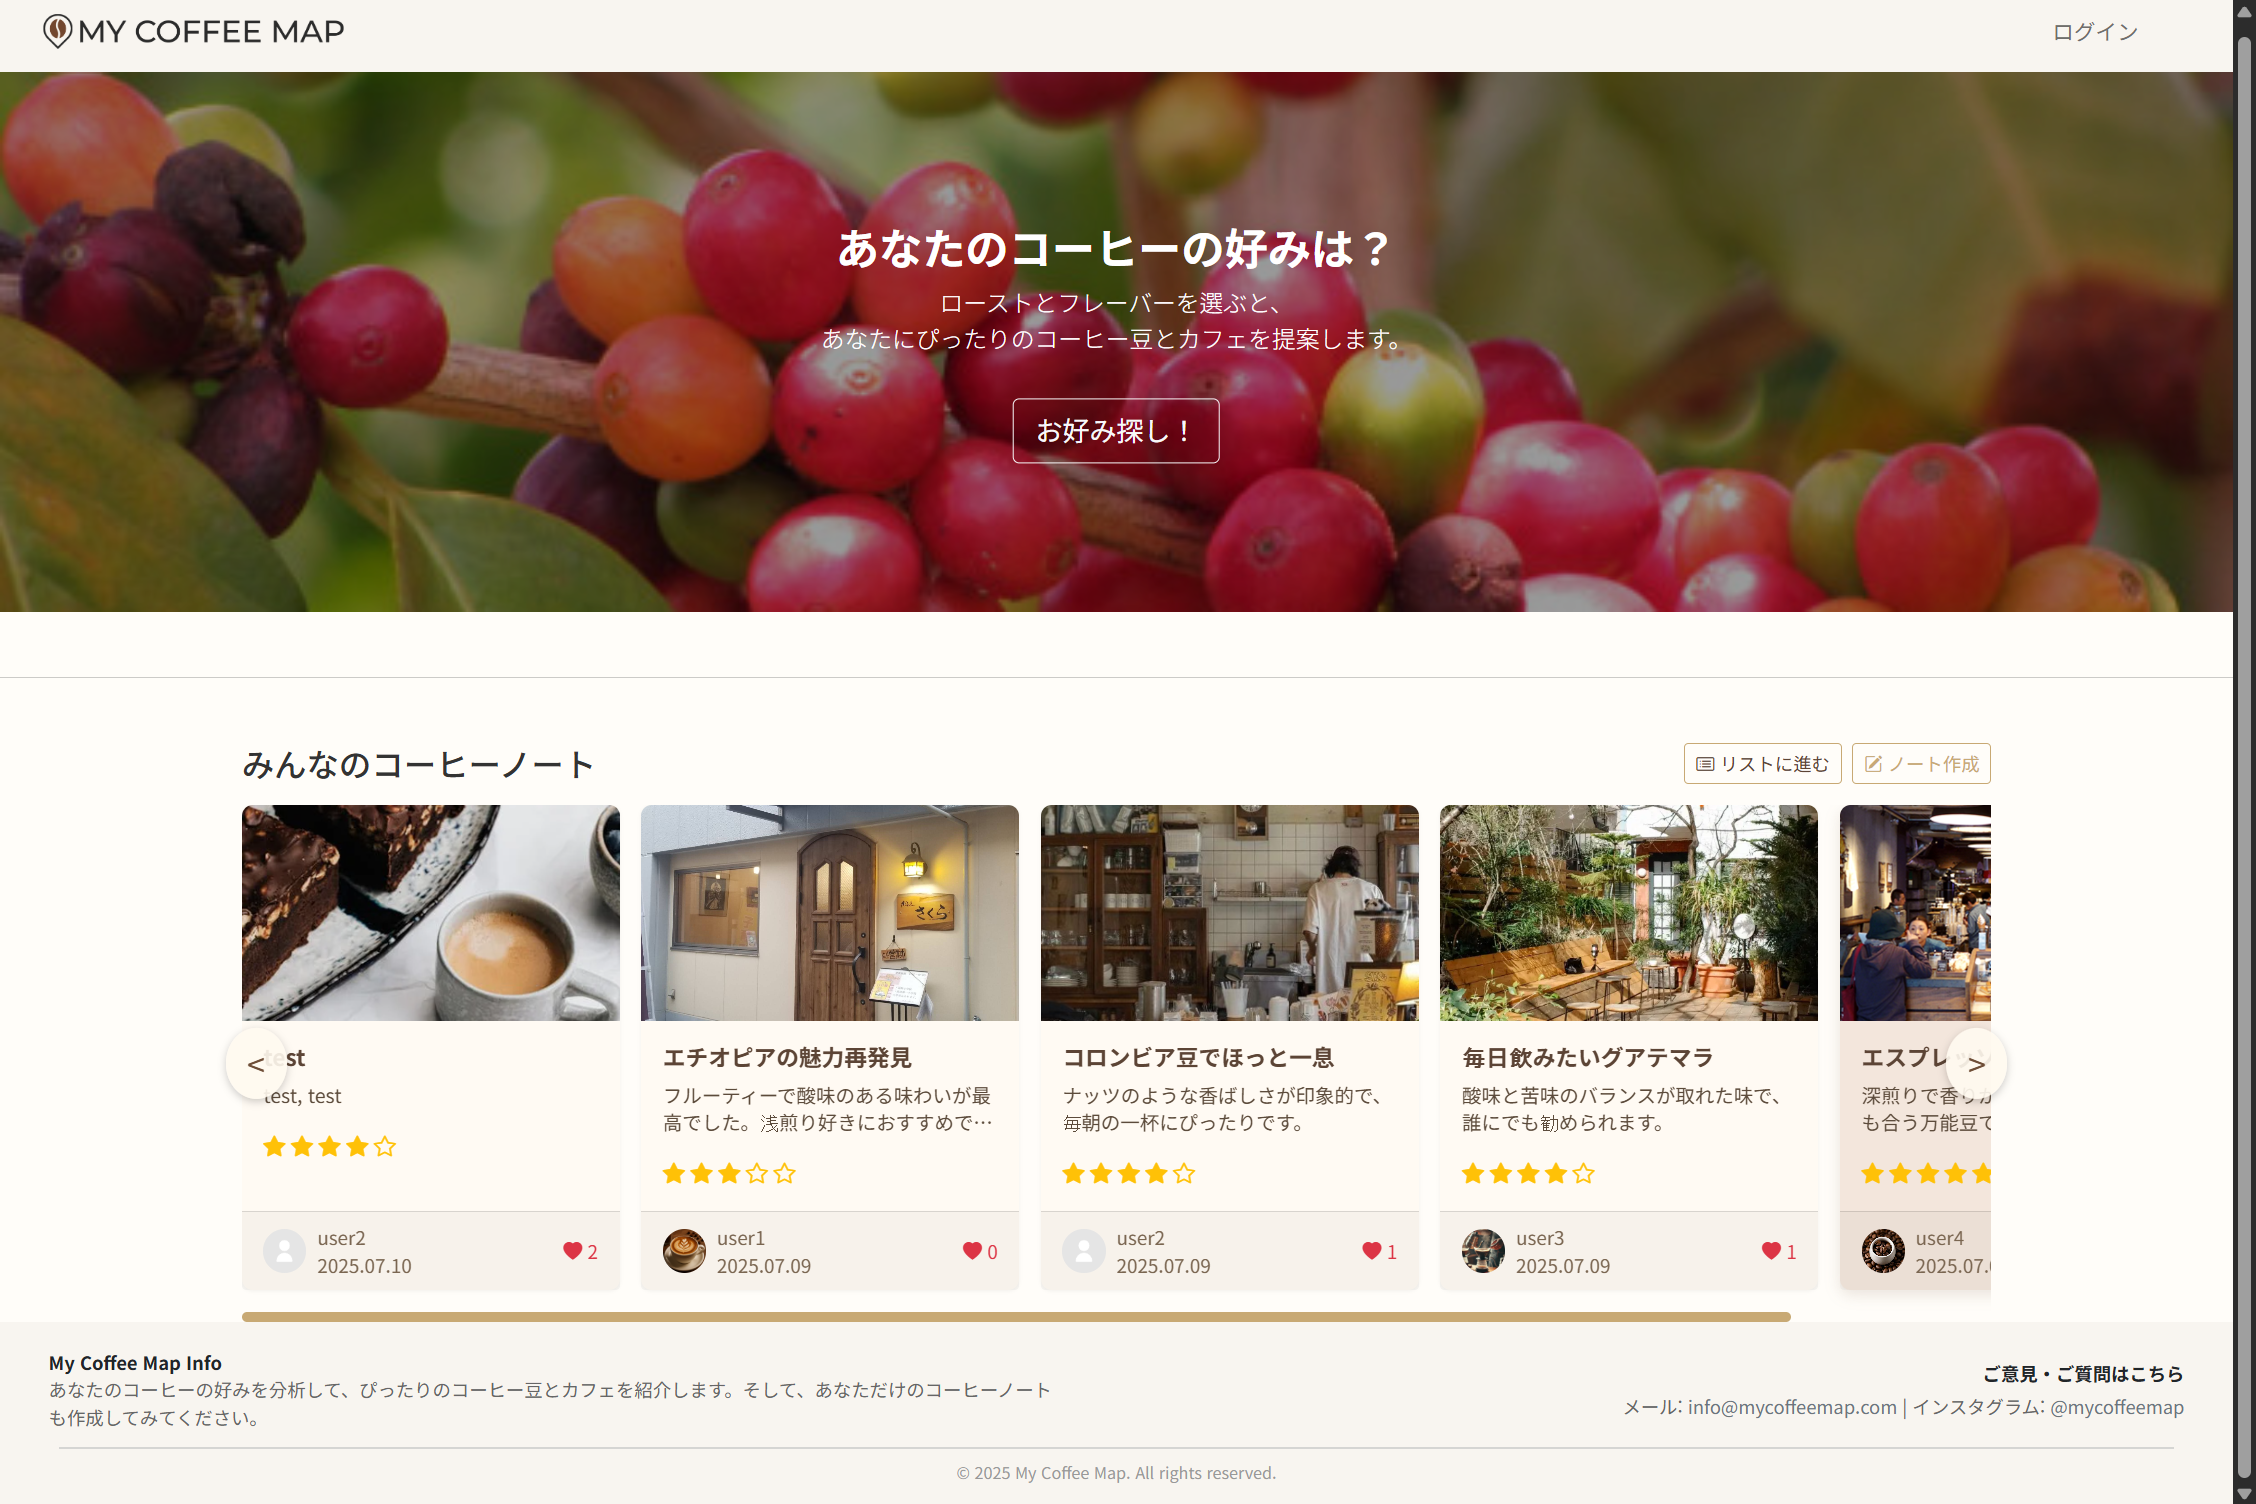 MY COFFEE MAP
ログイン
あなたのコーヒーの好みは？
ローストとフレーバーを選ぶと、
あなたにぴったりのコーヒー豆とカフェを提案します。
お好み探し！
みんなのコーヒーノート
リストに進む
ノート作成
さくら
<
test
test, test
user2
2025.07.10
2
エチオピアの魅力再発見
フルーティーで酸味のある味わいが最
高でした。浅煎り好きにおすすめで…
user1
2025.07.09
0
コロンビア豆でほっと一息
ナッツのような香ばしさが印象的で、
毎朝の一杯にぴったりです。
user2
2025.07.09
1
毎日飲みたいグアテマラ
酸味と苦味のバランスが取れた味で、
誰にでも勧められます。
user3
2025.07.09
1
エスプレッソ
深煎りで香りが
も合う万能豆で
user4
2025.07.
>
My Coffee Map Info
あなたのコーヒーの好みを分析して、ぴったりのコーヒー豆とカフェを紹介します。そして、あなただけのコーヒーノート
も作成してみてください。
ご意見・ご質問はこちら
メール: info@mycoffeemap.com | インスタグラム: @mycoffeemap
© 2025 My Coffee Map. All rights reserved.